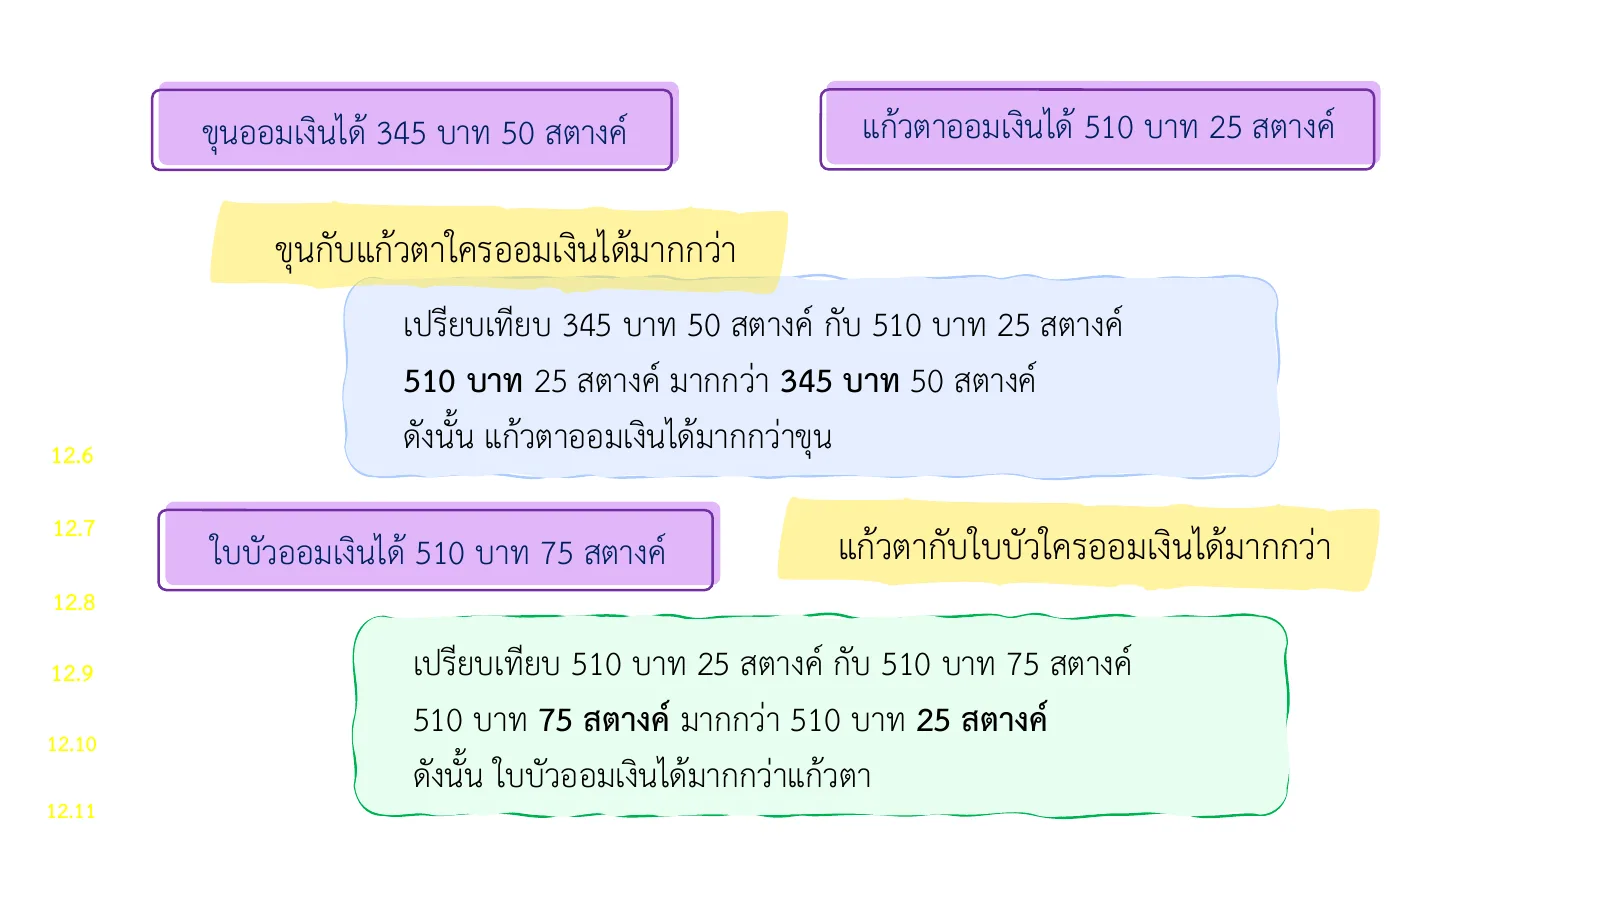 ขุนออมเงินได้ 345 บาท 50 สตางค์
แก้วตาออมเงินได้ 510 บาท 25 สตางค์
ขุนกับแก้วตาใครออมเงินได้มากกว่า
เปรียบเทียบ 345 บาท 50 สตางค์ กับ 510 บาท 25 สตางค์
510 บาท 25 สตางค์ มากกว่า 345 บาท 50 สตางค์
ดังนั้น แก้วตาออมเงินได้มากกว่าขุน
12.6
12.7
12.8
12.9
12.10
12.11
ใบบัวออมเงินได้ 510 บาท 75 สตางค์
แก้วตากับใบบัวใครออมเงินได้มากกว่า
เปรียบเทียบ 510 บาท 25 สตางค์ กับ 510 บาท 75 สตางค์
510 บาท 75 สตางค์ มากกว่า 510 บาท 25 สตางค์
ดังนั้น ใบบัวออมเงินได้มากกว่าแก้วตา